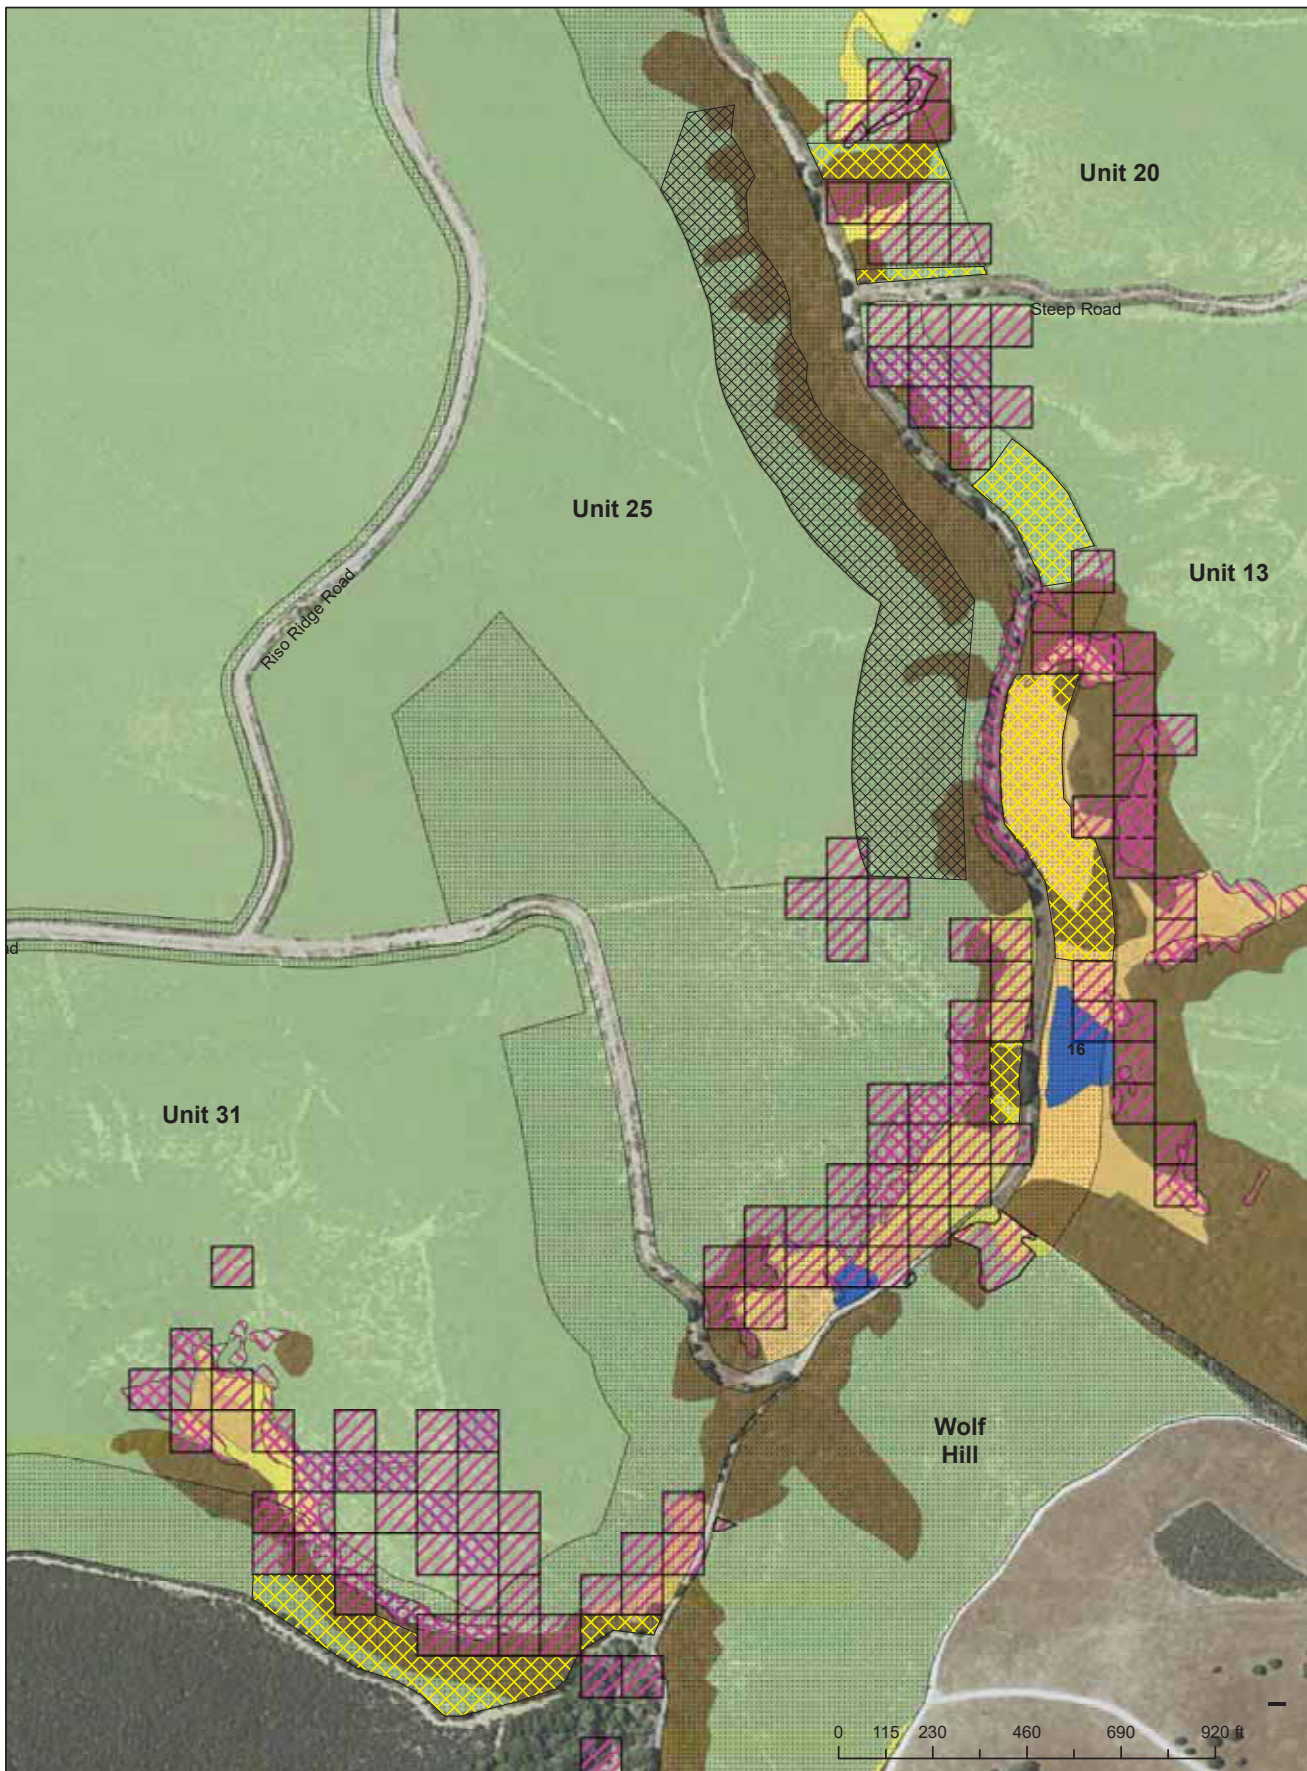 Unit 20
Steep Road
Unit 25
Unit 13
Riso Ridge Road
16
Unit 31
Wolf
Hill
0 115 230 460 690 920 ft